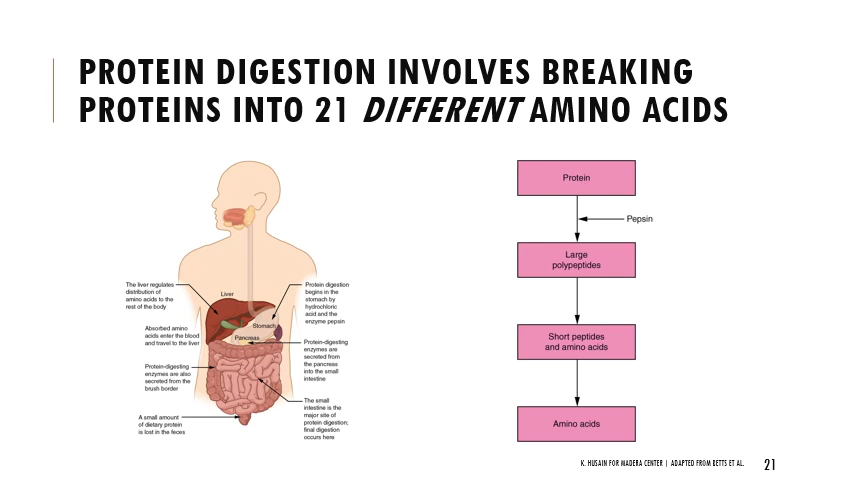 PROTEIN DIGESTION INVOLVES BREAKING
PROTEINS INTO 21 DIFFERENT AMINO ACIDS
The liver regulates
distribution of
amino acids to the
rest of the body
Absorbed amino
acids enter the blood
and travel to the liver
Protein-digesting
enzymes are also
secreted from the
brush border
A small amount
of dietary protein
is lost in the feces
Liver
Stomach
Pancreas
Protein digestion
begins in the
stomach by
hydrochloric
acid and the
enzyme pepsin
Protein-digesting
enzymes are
secreted from
the pancreas
into the small
intestine
The small
intestine is the
major site of
protein digestion;
final digestion
occurs here
Protein
Pepsin
Large
polypeptides
Short peptides
and amino acids
Amino acids
K. HUSAIN FOR MADERA CENTER | ADAPTED FROM BETTS ET AL.
21